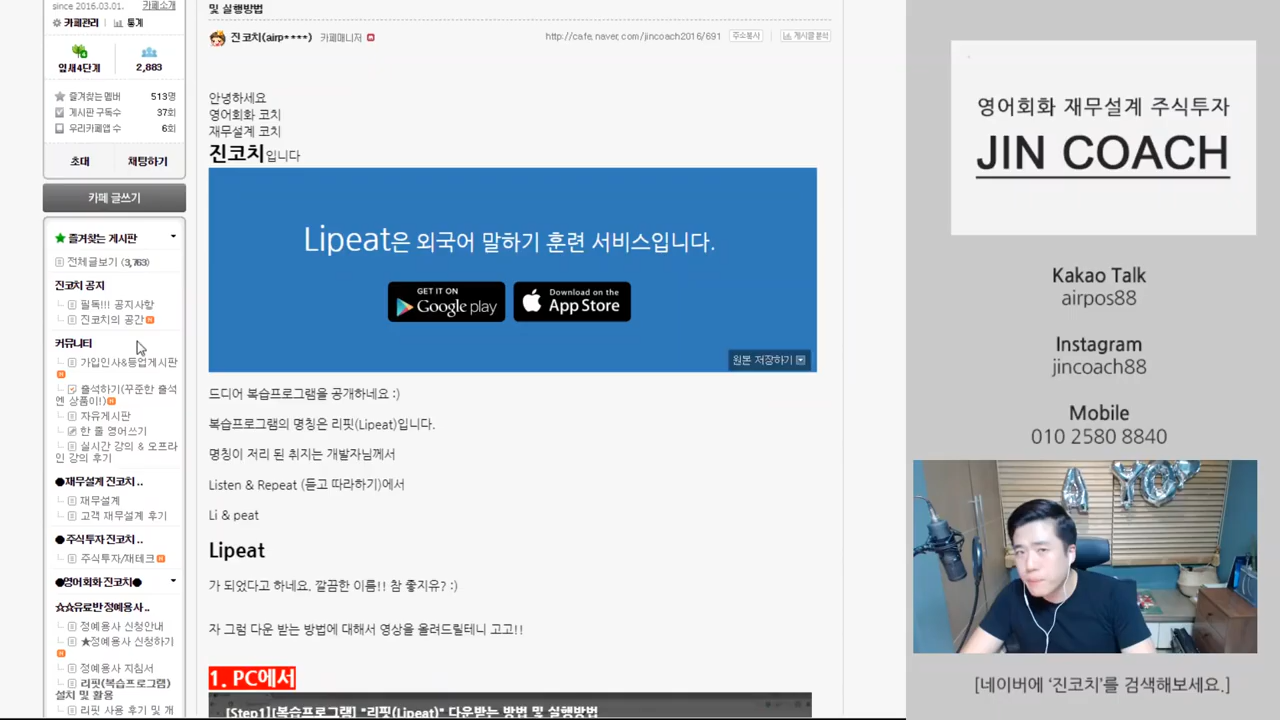 since 2016.03.01. 카페소개
카페관리 통계
잎새4단계 2,883
즐겨찾는 멤버 513명
게시판 구독수 37회
우리카페앱 수 6회
초대 채팅하기
카페 글쓰기
즐겨찾는 게시판
전체글보기 (3,763)
진코치 공지
필독!!! 공지사항
진코치의 공간
커뮤니티
가입인사&등업게시판
출석하기(꾸준한 출석
엔 상품이!)
자유게시판
한 줄 영어쓰기
실시간 강의 & 오프라
인 강의 후기
●재무설계 진코치 ..
재무설계
고객 재무설계 후기
●주식투자 진코치 ..
주식투자/재테크
●영어회화 진코치●
☆☆유료반 정예용사 ..
정예용사 신청안내
★정예용사 신청하기
정예용사 지침서
리핏(복습프로그램)
설치 및 활용
리핏 사용 후기 및 개
및 실행방법
진코치(airp****) 카페매니저
http://cafe.naver.com/jincoach2016/691 주소복사 게시글 분석
안녕하세요
영어회화 코치
재무설계 코치
진코치입니다
Lipeat은 외국어 말하기 훈련 서비스입니다.
GET IT ON
Google play
Download on the
App Store
원본 저장하기
드디어 복습프로그램을 공개하네요 :)
복습프로그램의 명칭은 리핏(Lipeat)입니다.
명칭이 저리 된 취지는 개발자님께서
Listen & Repeat (듣고 따라하기)에서
Li & peat
Lipeat
가 되었다고 하네요. 깔끔한 이름!! 참 좋지유? :)
자 그럼 다운 받는 방법에 대해서 영상을 올려드릴테니 고고!!
1. PC에서
[Step1][복습프로그램] "리핏(Lipeat)" 다운받는 방법 및 실행방법
영어회화 재무설계 주식투자
JIN COACH
Kakao Talk
airpos88
Instagram
jincoach88
Mobile
010 2580 8840
A YO
[네이버에 '진코치'를 검색해보세요.]